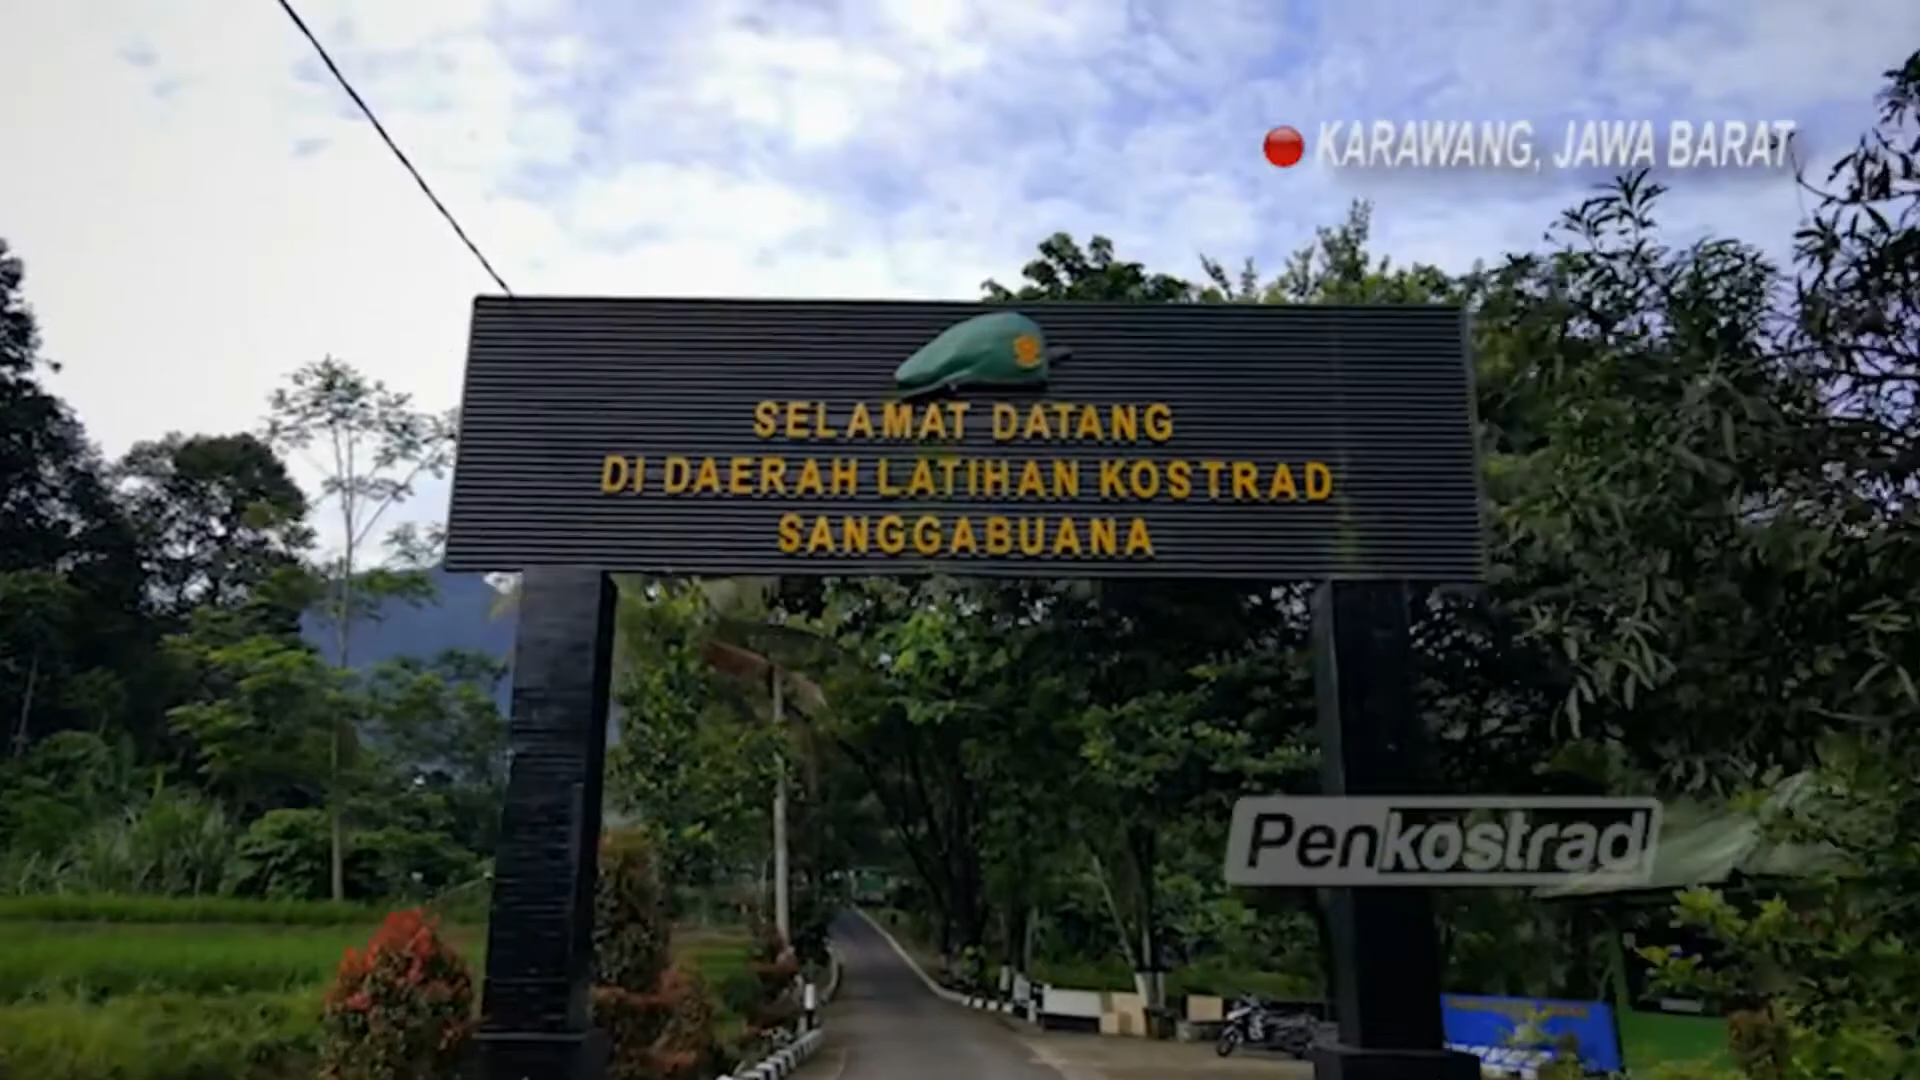 KARAWANG, JAWA BARAT
SELAMAT DATANG
DI DAERAH LATIHAN KOSTRAD
SANGGABUANA
Penkostrad